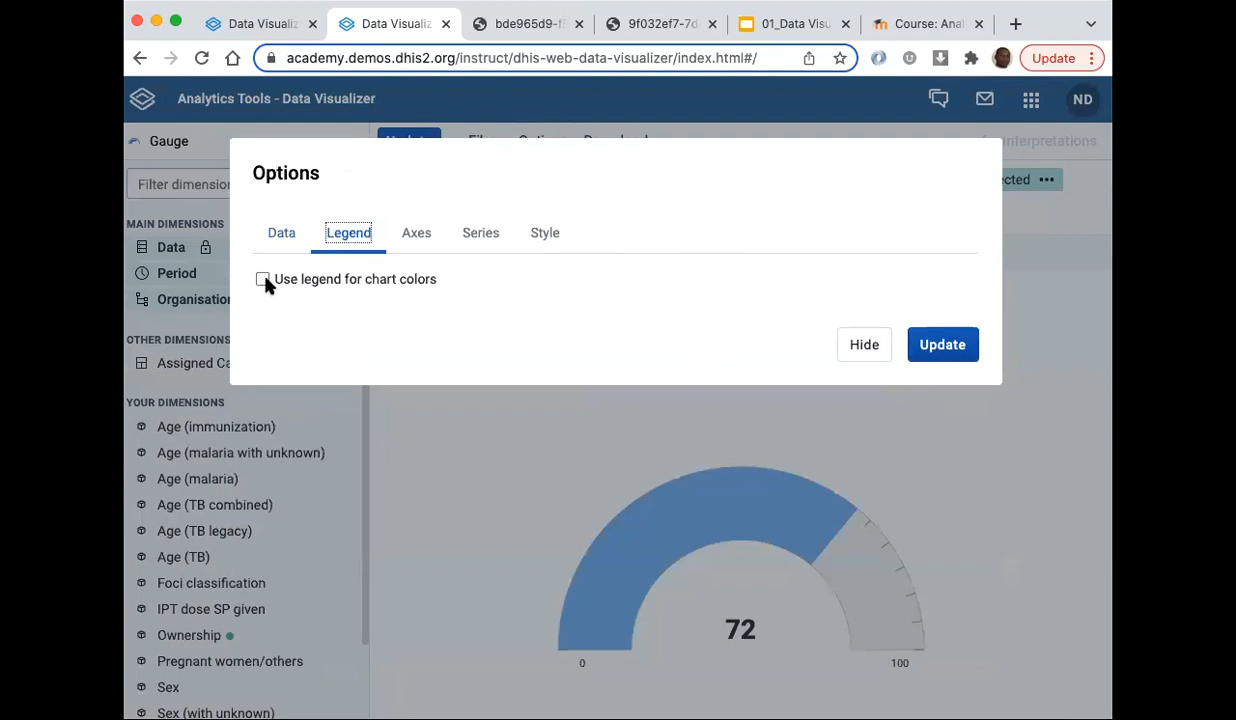 Data Visualiz
Data Visualiz
bde965d9-f
9f032ef7-7d
01_Data Visu
Course: Ana
academy.demos.dhis2.org/instruct/dhis-web-data-visualizer/index.html#/
Update
Analytics Tools - Data Visualizer
ND
Gauge
Interpretations
Filter dimension
ected
Options
Data
Legend
Axes
Series
Style
Use legend for chart colors
Hide
Update
MAIN DIMENSIONS
Data
Period
Organisation
OTHER DIMENSIONS
Assigned Ca
YOUR DIMENSIONS
Age (immunization)
Age (malaria with unknown)
Age (malaria)
Age (TB combined)
Age (TB legacy)
Age (TB)
Foci classification
IPT dose SP given
Ownership
Pregnant women/others
Sex
Sex (with unknown)
72
0
100